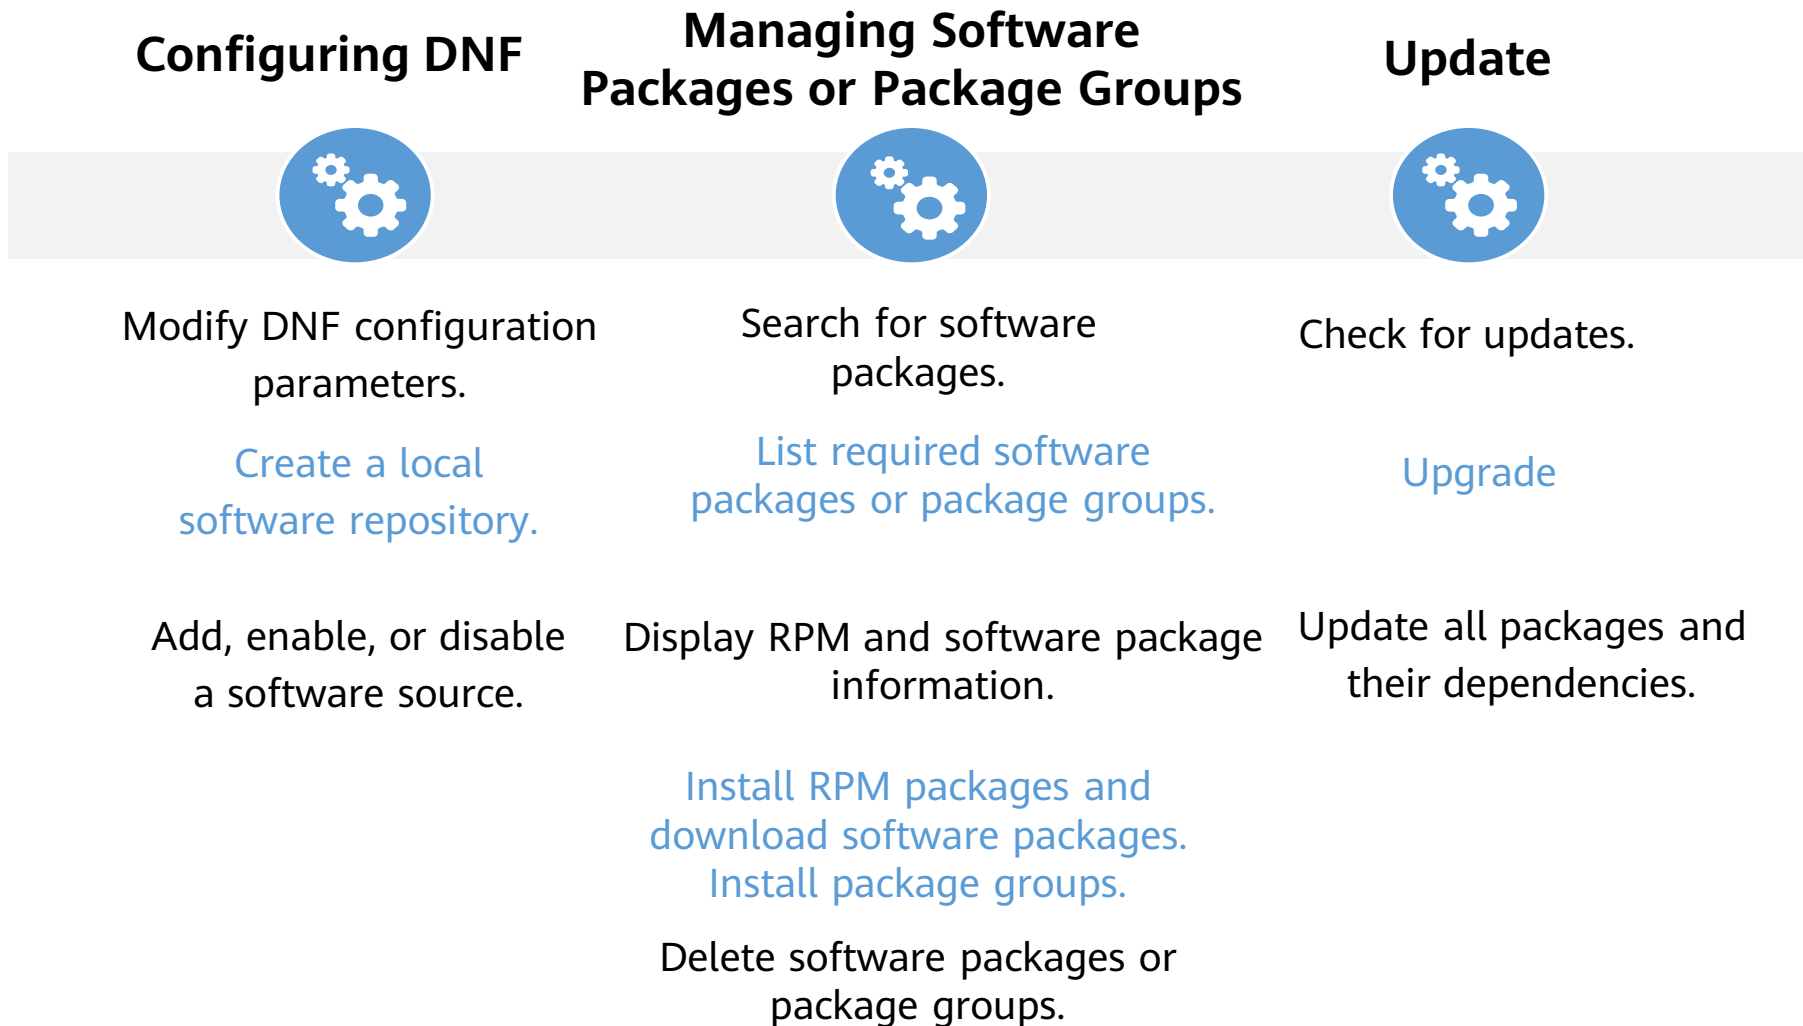 Configuring DNF
Managing Software
Packages or Package Groups
Update
Modify DNF configuration
parameters.
Create a local
software repository.
Add, enable, or disable
a software source.
Search for software
packages.
List required software
packages or package groups.
Display RPM and software package
information.
Install RPM packages and
download software packages.
Install package groups.
Delete software packages or
package groups.
Check for updates.
Upgrade
Update all packages and
their dependencies.